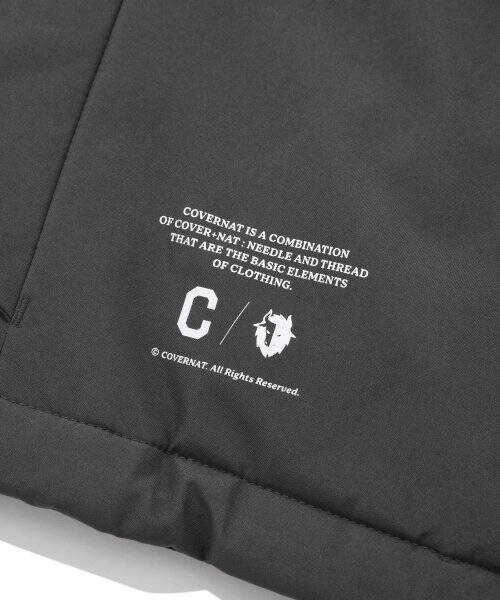 COVERNAT IS A COMBINATION
OF COVER+NAT : NEEDLE AND THREAD
THAT ARE THE BASIC ELEMENTS
OF CLOTHING.
C /
© COVERNAT. All Rights Reserved.